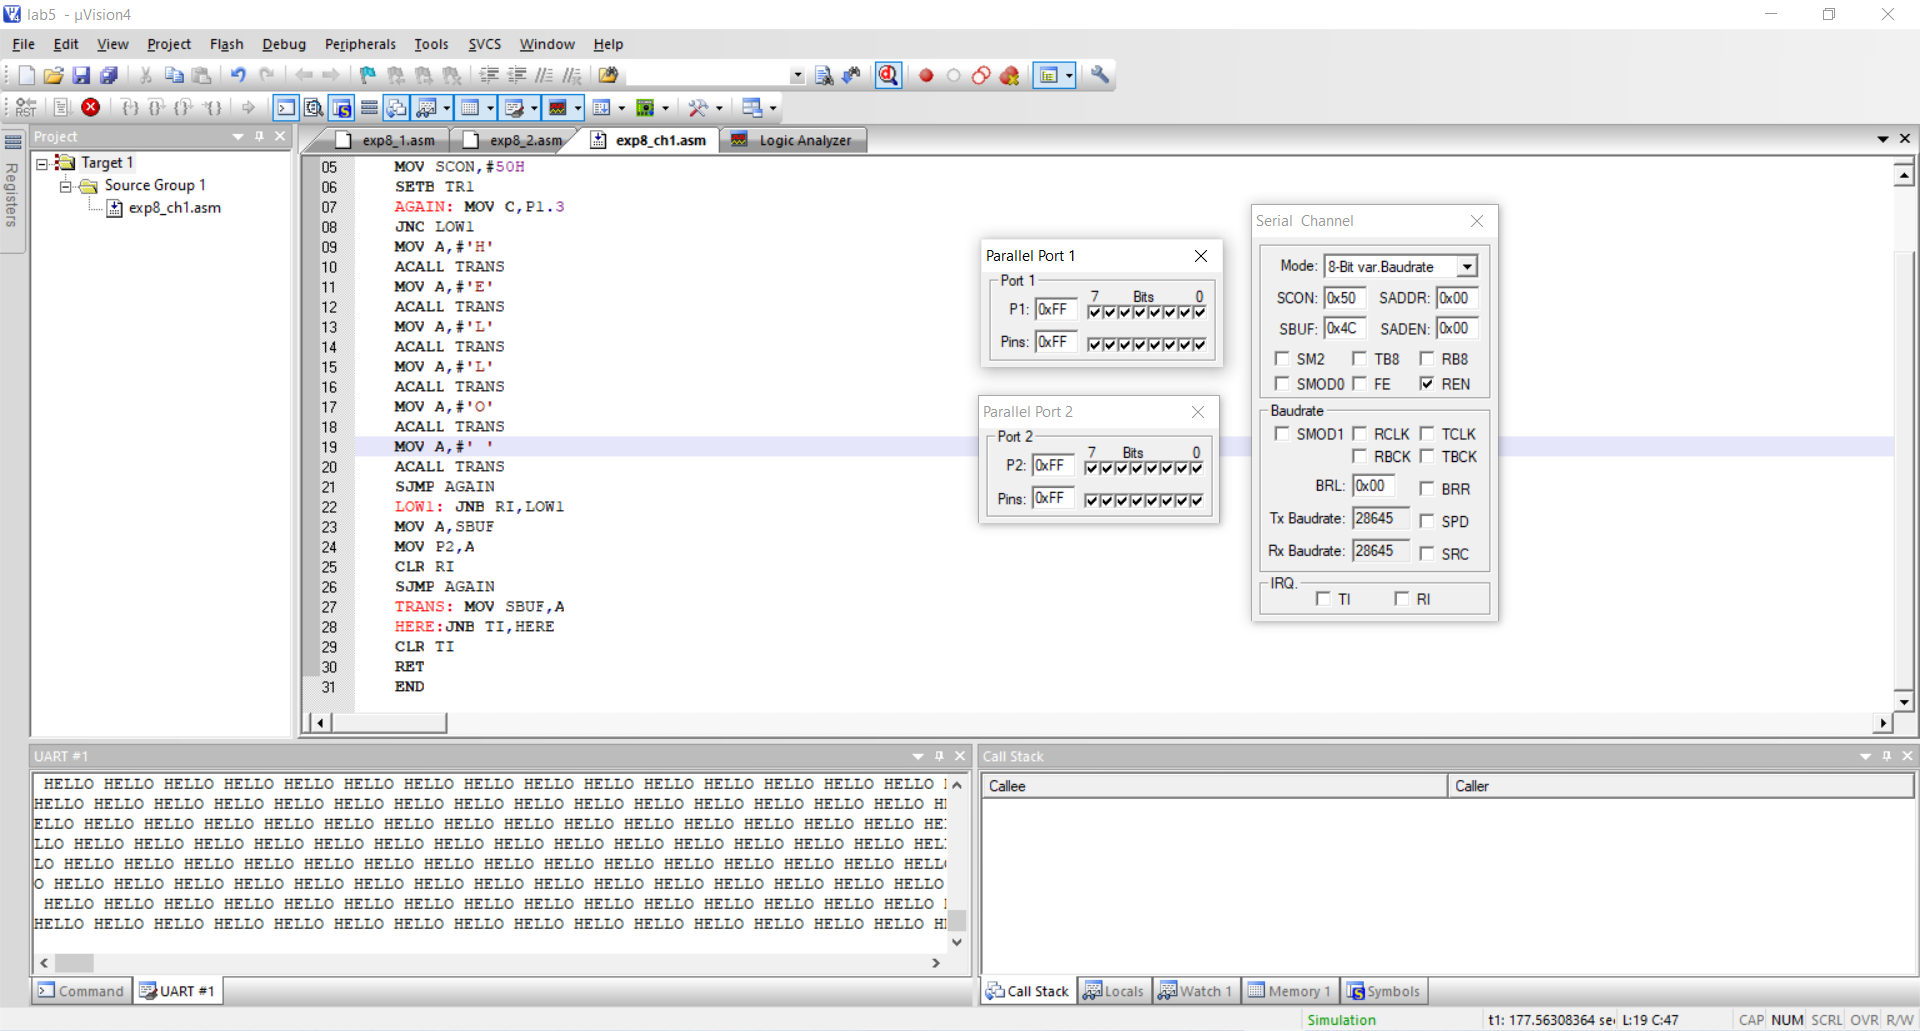 lab5 - µVision4
File Edit View Project Flash Debug Peripherals Tools SVCS Window Help
RST
Project
Registers
Target 1
Source Group 1
exp8_ch1.asm
exp8_1.asm exp8_2.asm exp8_ch1.asm Logic Analyzer
05 MOV SCON,#50H
06 SETB TR1
07 AGAIN: MOV C,P1.3
08 JNC LOW1
09 MOV A,#'H'
10 ACALL TRANS
11 MOV A,#'E'
12 ACALL TRANS
13 MOV A,#'L'
14 ACALL TRANS
15 MOV A,#'L'
16 ACALL TRANS
17 MOV A,#'O'
18 ACALL TRANS
19 MOV A,#' '
20 ACALL TRANS
21 SJMP AGAIN
22 LOW1: JNB RI,LOW1
23 MOV A,SBUF
24 MOV P2,A
25 CLR RI
26 SJMP AGAIN
27 TRANS: MOV SBUF,A
28 HERE:JNB TI,HERE
29 CLR TI
30 RET
31 END
Parallel Port 1
Port 1
7 Bits 0
P1: 0xFF
Pins: 0xFF
Parallel Port 2
Port 2
7 Bits 0
P2: 0xFF
Pins: 0xFF
Serial Channel
Mode: 8-Bit var.Baudrate
SCON: 0x50 SADDR: 0x00
SBUF: 0x4C SADEN: 0x00
SM2 TB8 RB8
SMOD0 FE REN
Baudrate
SMOD1 RCLK TCLK
RBCK TBCK
BRL: 0x00 BRR
Tx Baudrate: 28645 SPD
Rx Baudrate: 28645 SRC
IRQ.
TI RI
UART #1
HELLO HELLO HELLO HELLO HELLO HELLO HELLO HELLO HELLO HELLO HELLO HELLO HELLO HELLO HELLO
HELLO HELLO HELLO HELLO HELLO HELLO HELLO HELLO HELLO HELLO HELLO HELLO HELLO HELLO HELLO H
ELLO HELLO HELLO HELLO HELLO HELLO HELLO HELLO HELLO HELLO HELLO HELLO HELLO HELLO HELLO HE
LLO HELLO HELLO HELLO HELLO HELLO HELLO HELLO HELLO HELLO HELLO HELLO HELLO HELLO HELLO HEL
LO HELLO HELLO HELLO HELLO HELLO HELLO HELLO HELLO HELLO HELLO HELLO HELLO HELLO HELLO HELL
O HELLO HELLO HELLO HELLO HELLO HELLO HELLO HELLO HELLO HELLO HELLO HELLO HELLO HELLO HELLO
HELLO HELLO HELLO HELLO HELLO HELLO HELLO HELLO HELLO HELLO HELLO HELLO HELLO HELLO HELLO
HELLO HELLO HELLO HELLO HELLO HELLO HELLO HELLO HELLO HELLO HELLO HELLO HELLO HELLO HELLO H
Command UART #1
Call Stack
Callee Caller
Call Stack Locals Watch 1 Memory 1 Symbols
Simulation t1: 177.56308364 se L:19 C:47 CAP NUM SCRL OVR R/W